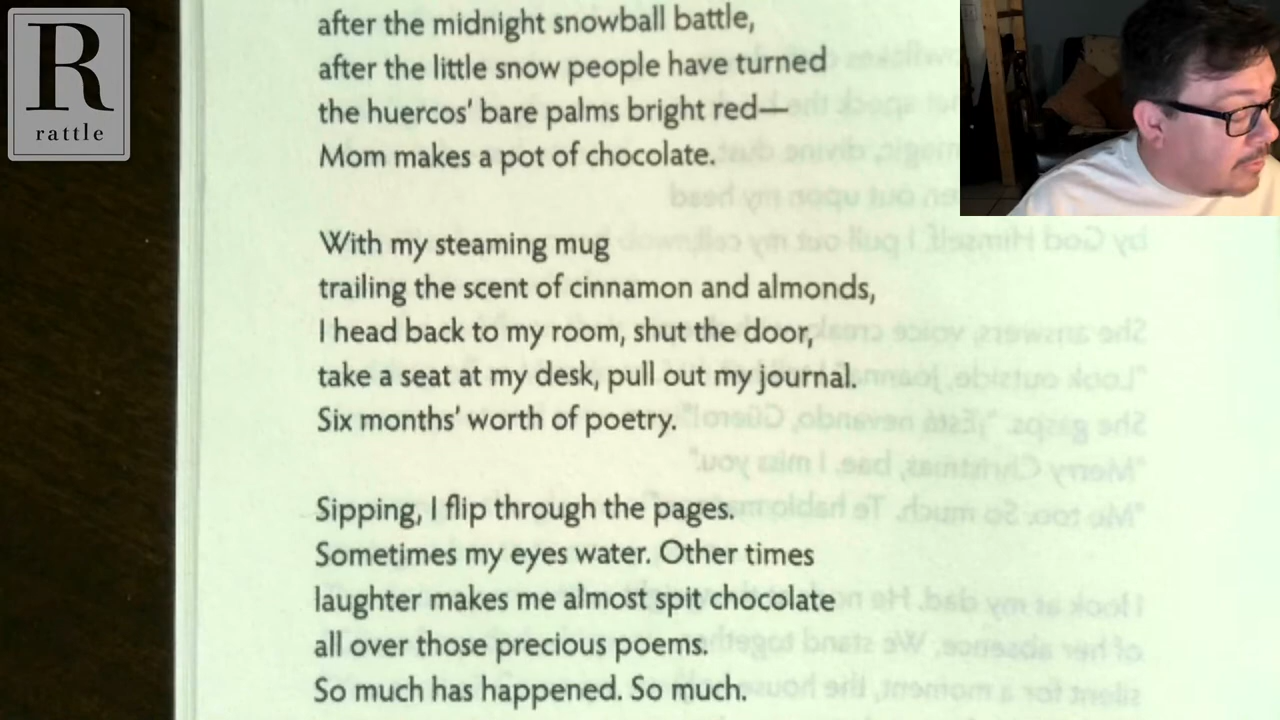 R
rattle
after the midnight snowball battle,
after the little snow people have turned
the huercos' bare palms bright red—
Mom makes a pot of chocolate.
With my steaming mug
trailing the scent of cinnamon and almonds,
I head back to my room, shut the door,
take a seat at my desk, pull out my journal.
Six months' worth of poetry.
Sipping, I flip through the pages.
Sometimes my eyes water. Other times
laughter makes me almost spit chocolate
all over those precious poems.
So much has happened. So much.